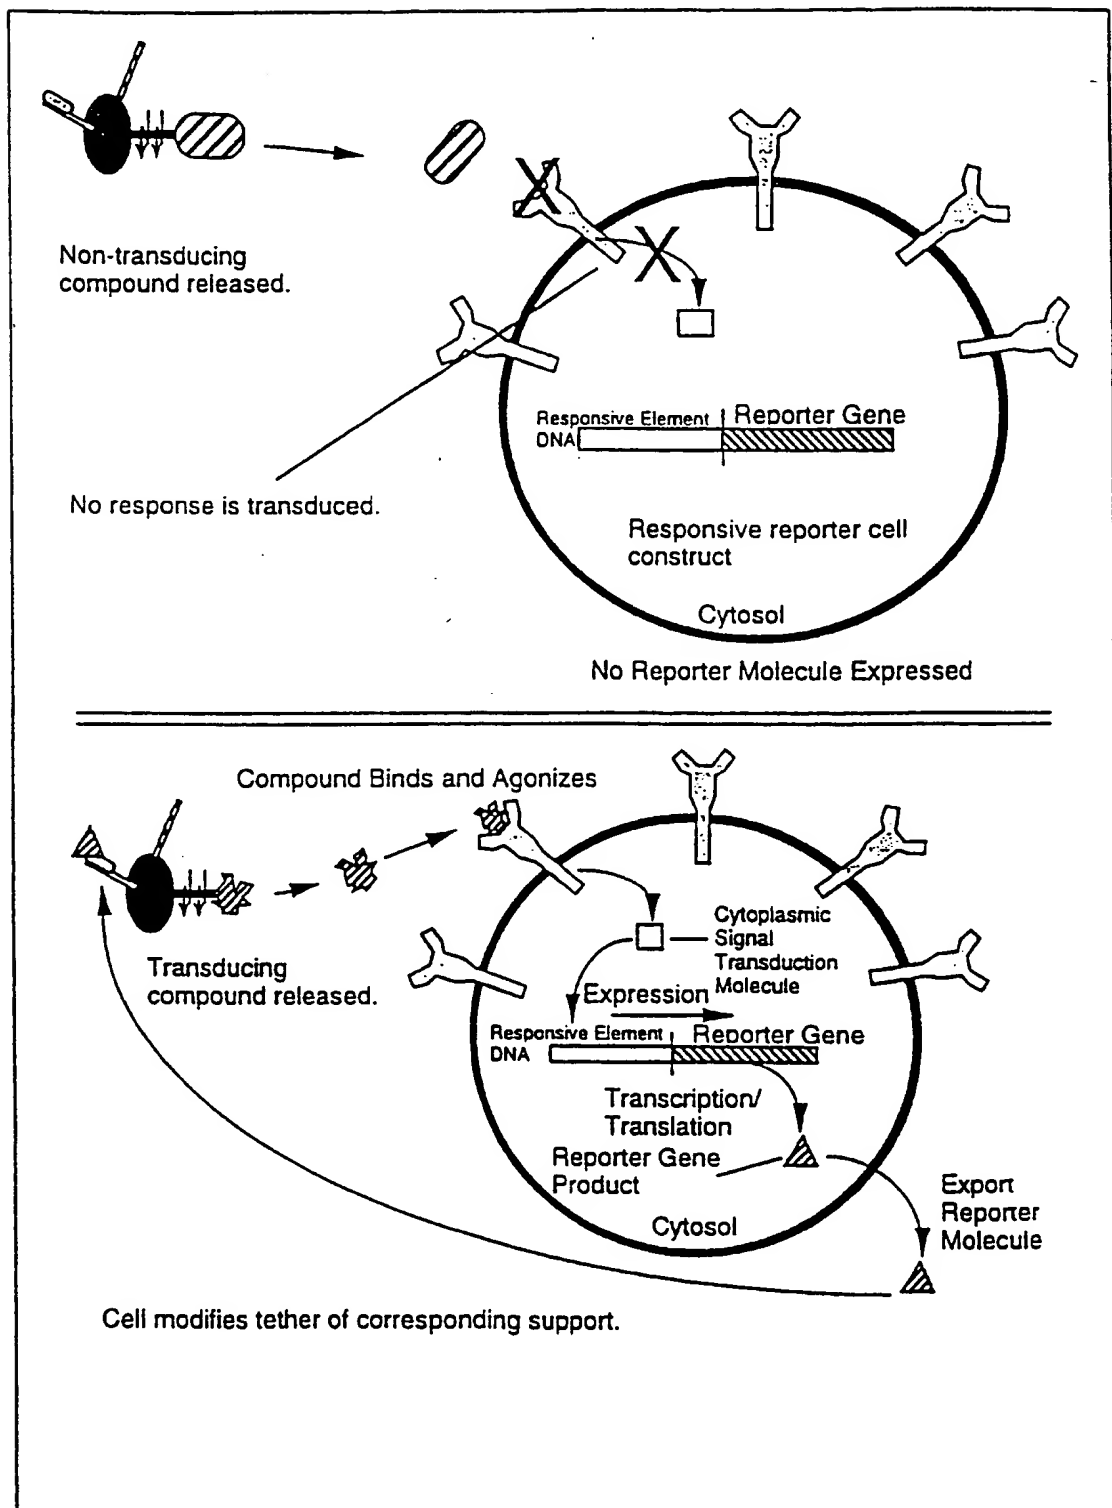 Non-transducing
compound released.
Responsive Element
Reporter Gene
DNA
No response is transduced.
Responsive reporter cell
construct
Cytosol
No Reporter Molecule Expressed
Compound Binds and Agonizes
Transducing
compound released.
Cytoplasmic
Signal
Transduction
Molecule
Expression
Responsive Element
Reporter Gene
DNA
Transcription/
Translation
Reporter Gene
Product
Cytosol
Export
Reporter
Molecule
Cell modifies tether of corresponding support.